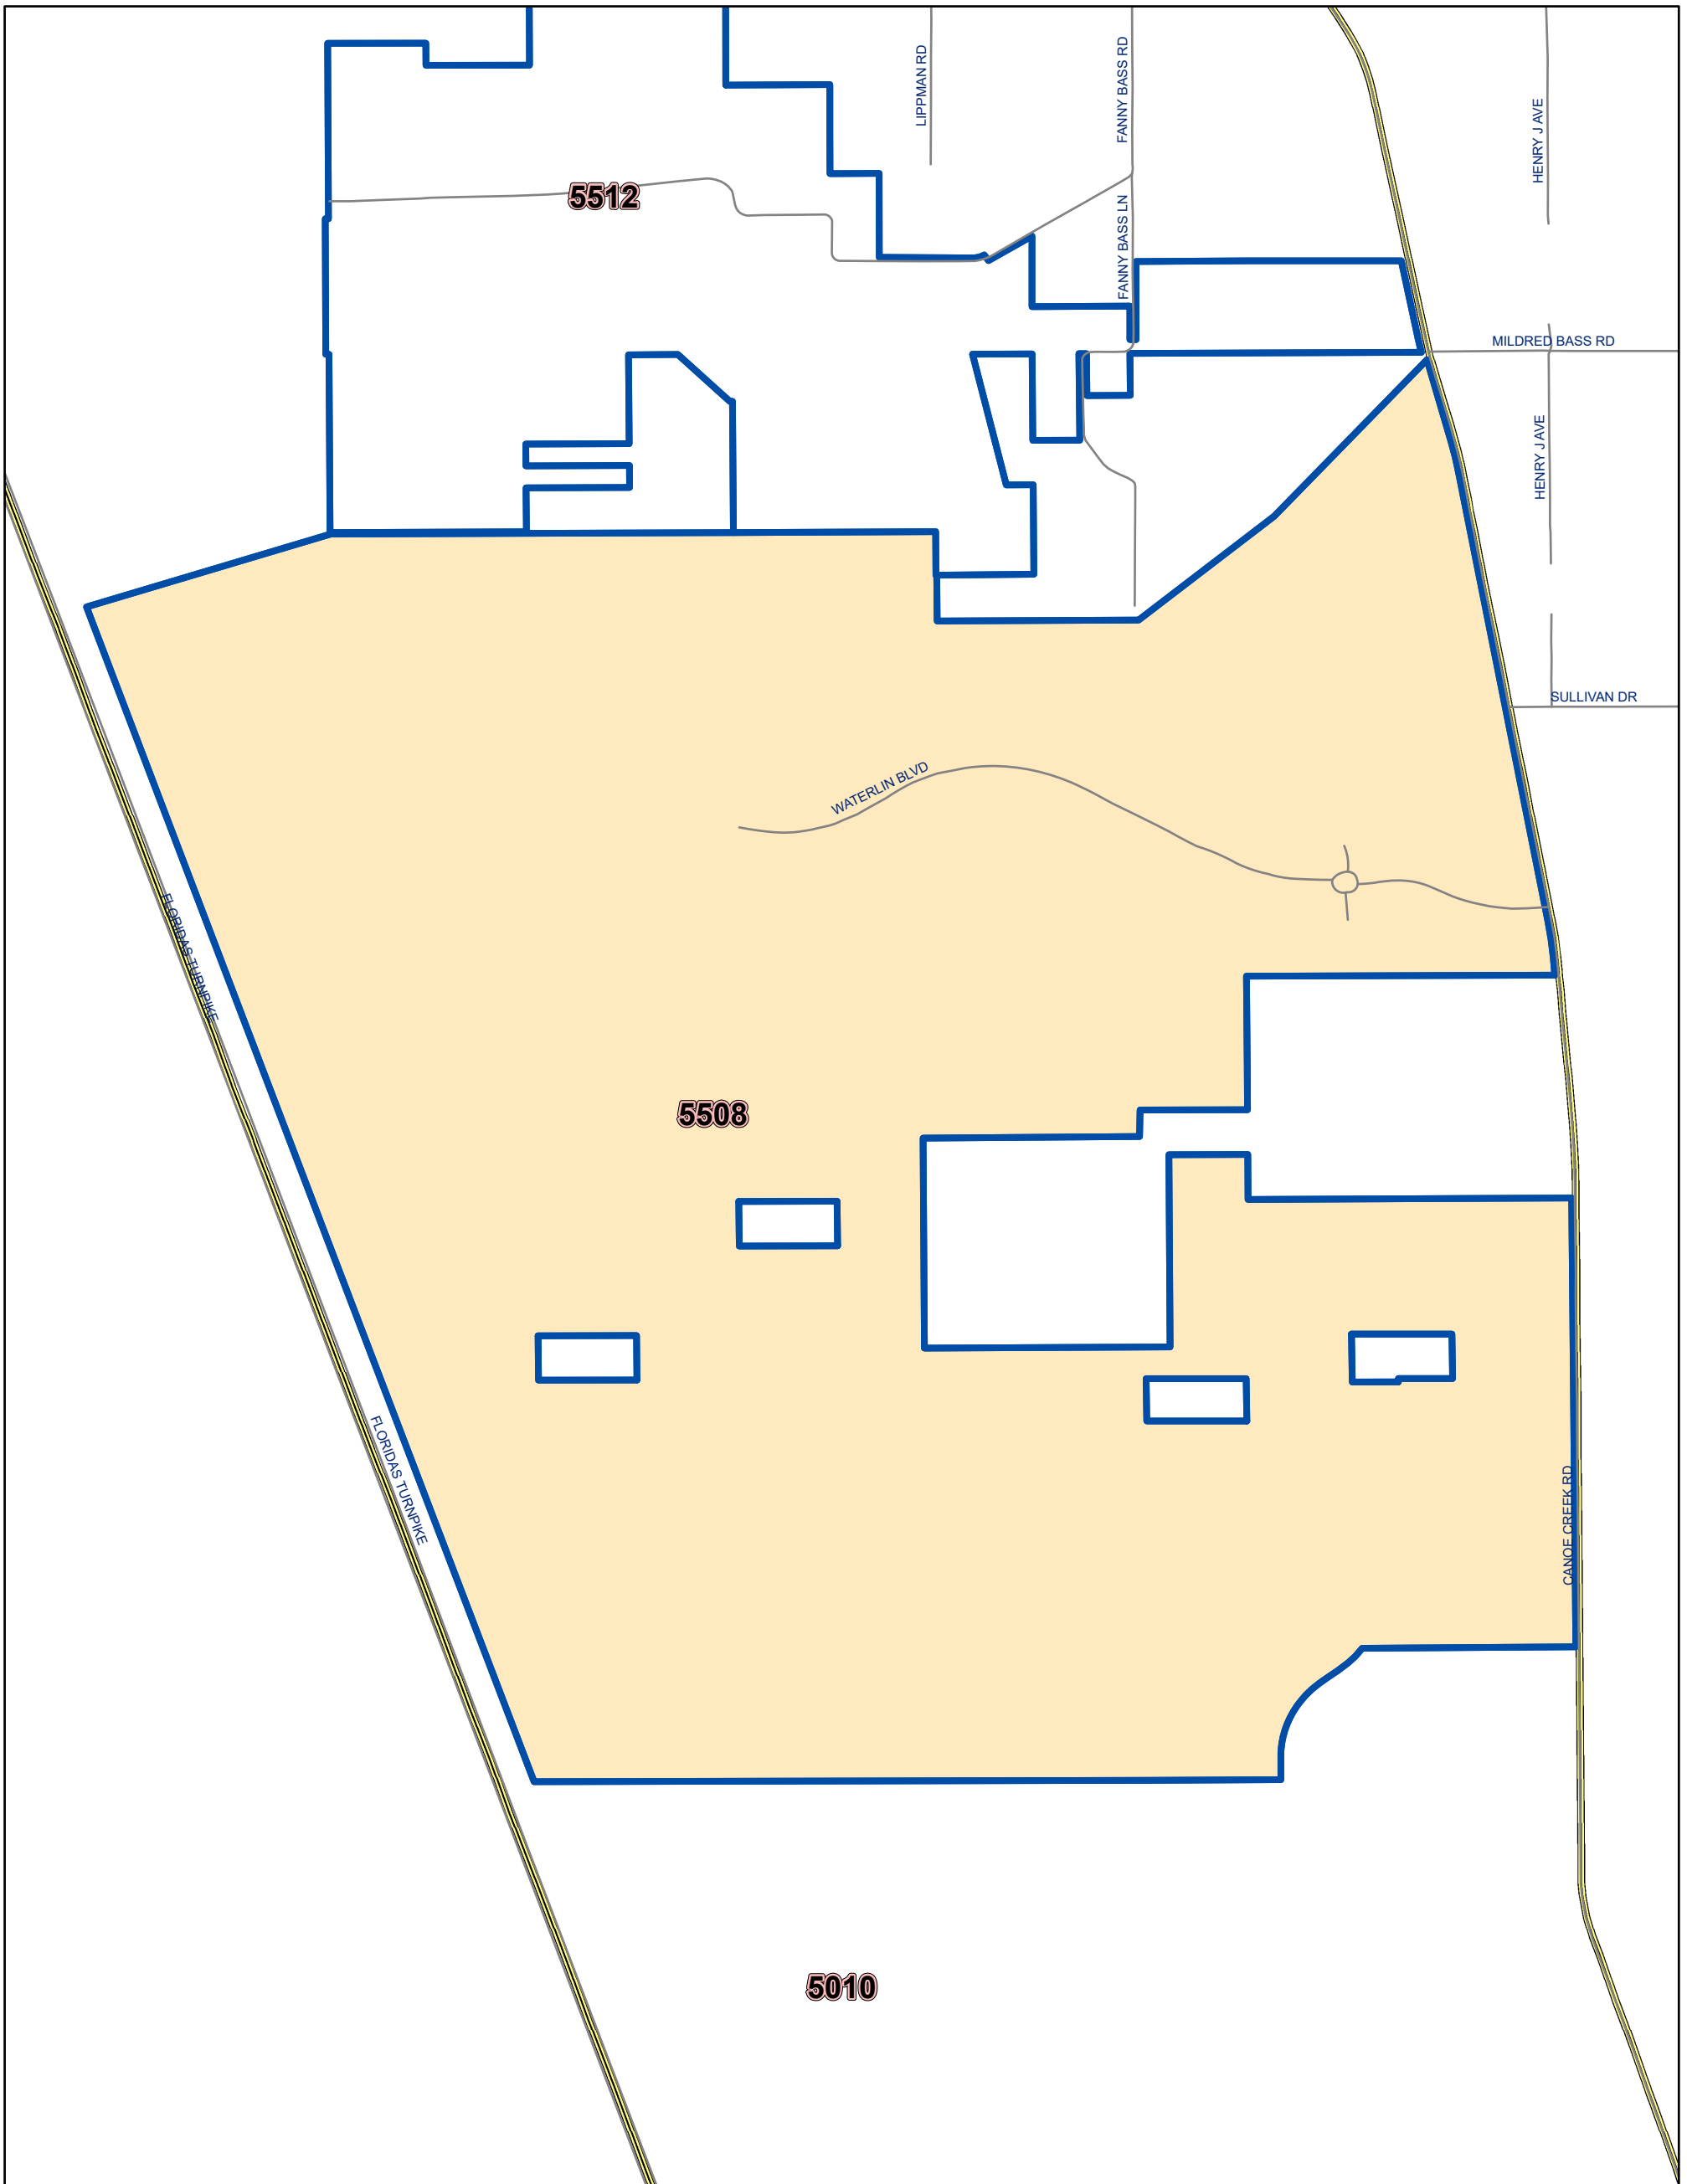 LIPPMAN RD
FANNY BASS RD
HENRY J AVE
5512
FANNY BASS LN
MILDRED BASS RD
HENRY J AVE
SULLIVAN DR
WATERLIN BLVD
FLORIDAS TURNPIKE
5508
FLORIDAS TURNPIKE
CANOE CREEK RD
5010